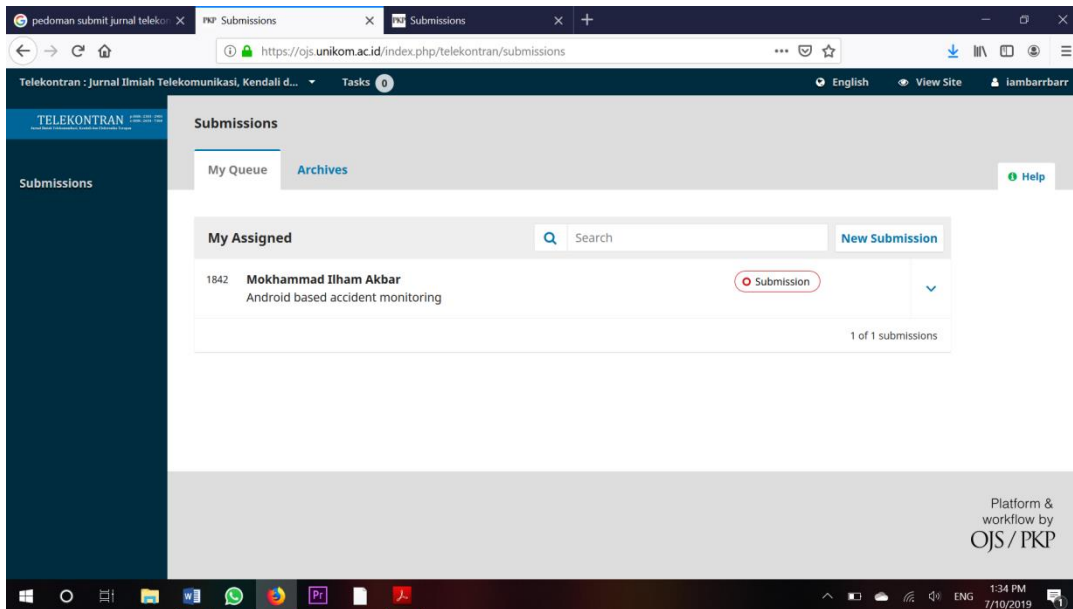 pedoman submit jurnal telekon
PKP Submissions
PKP Submissions
https://ojs.unikom.ac.id/index.php/telekontran/submissions
Telekontran : Jurnal Ilmiah Telekomunikasi, Kendali d...
Tasks 0
English
View Site
iambarrbarr
TELEKONTRAN
Submissions
Submissions
My Queue
Archives
Help
My Assigned
Search
New Submission
1842
Mokhammad Ilham Akbar
Submission
Android based accident monitoring
1 of 1 submissions
Platform &
workflow by
OJS / PKP
W
Pr
ENG
1:34 PM
7/10/2019
1